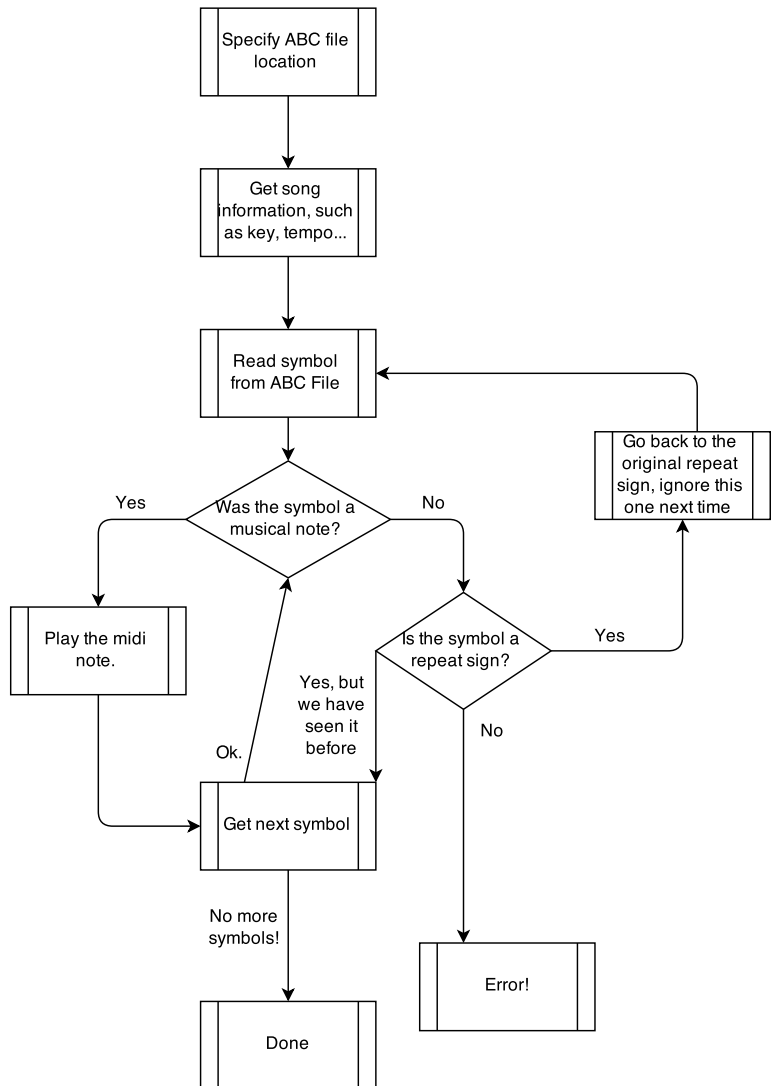 Specify ABC file
location
Get song
information, such
as key, tempo...
Read symbol
from ABC File
Go back to the
original repeat
sign, ignore this
one next time
Was the symbol a
musical note?
Yes
No
Play the midi
note.
Is the symbol a
repeat sign?
Yes
Yes, but
we have
seen it
before
No
Ok.
Get next symbol
No more
symbols!
Error!
Done